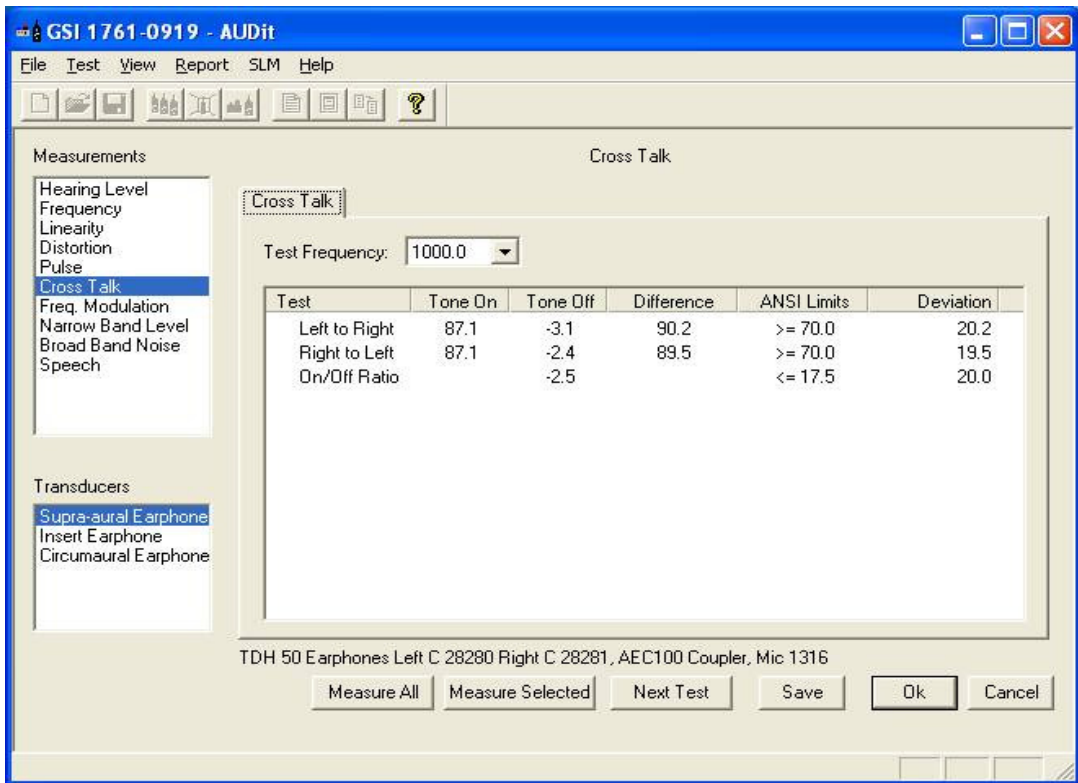 GSI 1761-0919 - AUDit
File Test View Report SLM Help
Measurements
Hearing Level
Frequency
Linearity
Distortion
Pulse
Cross Talk
Freq. Modulation
Narrow Band Level
Broad Band Noise
Speech
Transducers
Supra-aural Earphone
Insert Earphone
Circumaural Earphone
Cross Talk
Cross Talk
Test Frequency: 1000.0
Test Tone On Tone Off Difference ANSI Limits Deviation
Left to Right 87.1 -3.1 90.2 >= 70.0 20.2
Right to Left 87.1 -2.4 89.5 >= 70.0 19.5
On/Off Ratio -2.5 <= 17.5 20.0
TDH 50 Earphones Left C 28280 Right C 28281, AEC100 Coupler, Mic 1316
Measure All Measure Selected Next Test Save Ok Cancel